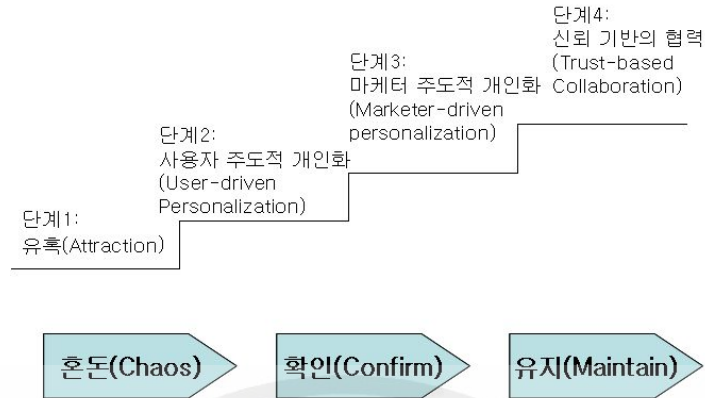 단계1:
유혹(Attraction)
단계2:
사용자 주도적 개인화
(User-driven
Personalization)
단계3:
마케터 주도적 개인화
(Marketer-driven
personalization)
단계4:
신뢰 기반의 협력
(Trust-based
Collaboration)
혼돈(Chaos)
확인(Confirm)
유지(Maintain)